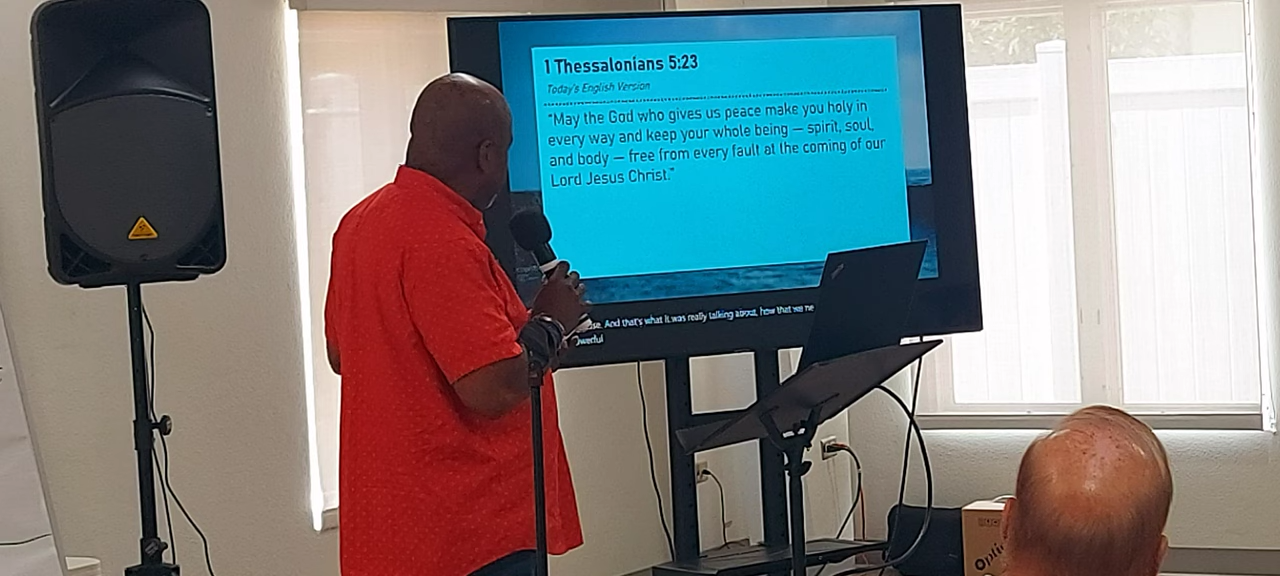 1 Thessalonians 5:23
Today's English Version
"May the God who gives us peace make you holy in
every way and keep your whole being — spirit, soul,
and body — free from every fault at the coming of our
Lord Jesus Christ."
And that's what it was really talking about, how that we